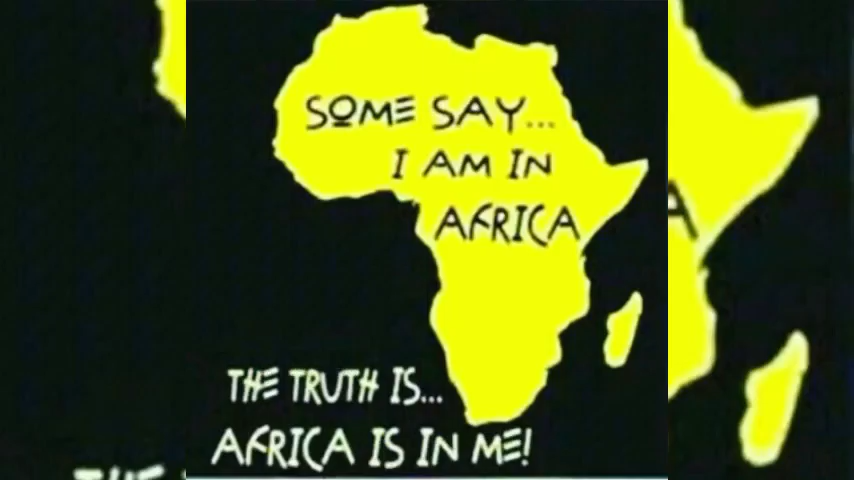 SOME SAY...
I AM IN
AFRICA
THE TRUTH IS...
AFRICA IS IN ME!